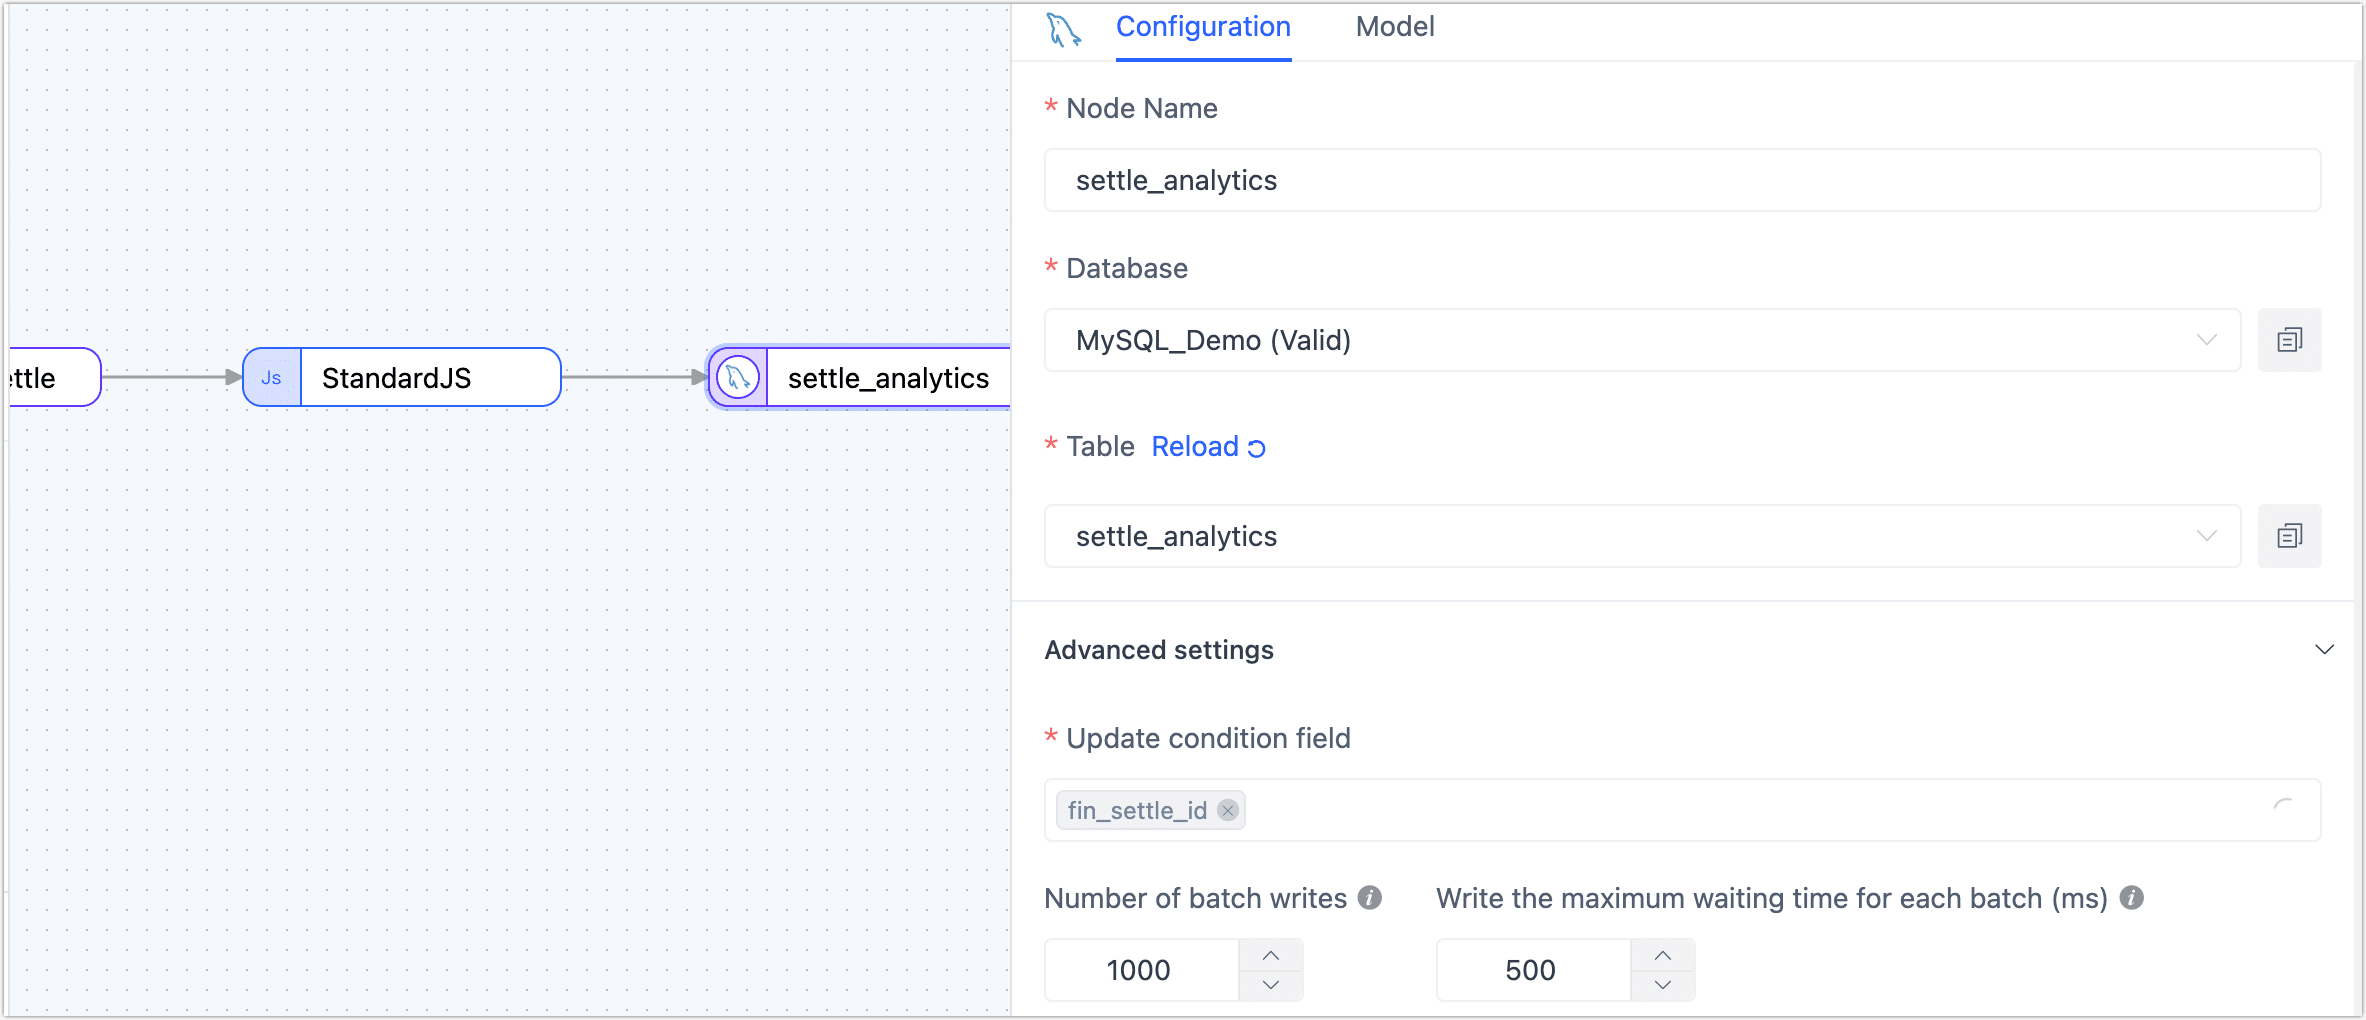 Configuration Model
* Node Name
settle_analytics
* Database
MySQL_Demo (Valid)
* Table Reload
settle_analytics
Advanced settings
* Update condition field
fin_settle_id
Number of batch writes
Write the maximum waiting time for each batch (ms)
1000
500
ettle
Js StandardJS
settle_analytics